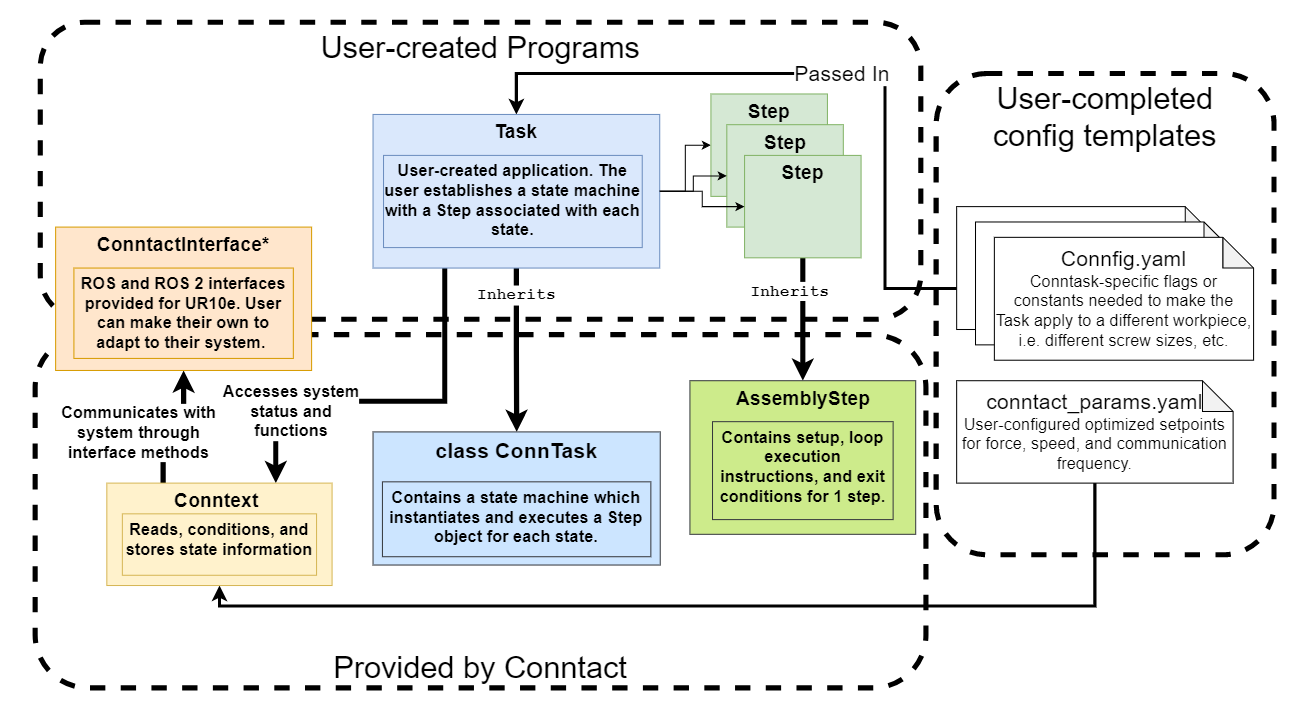 User-created Programs
Passed In
User-completed
config templates
Task
User-created application. The
user establishes a state machine
with a Step associated with each
state.
Step
Step
Step
ConntactInterface*
ROS and ROS 2 interfaces
provided for UR10e. User
can make their own to
adapt to their system.
Inherits
Inherits
Connfig.yaml
Conntask-specific flags or
constants needed to make the
Task apply to a different workpiece,
i.e. different screw sizes, etc.
Communicates with
system through
interface methods
Accesses system
status and
functions
class ConnTask
Contains a state machine which
instantiates and executes a Step
object for each state.
AssemblyStep
Contains setup, loop
execution
instructions, and exit
conditions for 1 step.
conntact_params.yaml
User-configured optimized setpoints
for force, speed, and communication
frequency.
Conntext
Reads, conditions, and
stores state information
Provided by Conntact